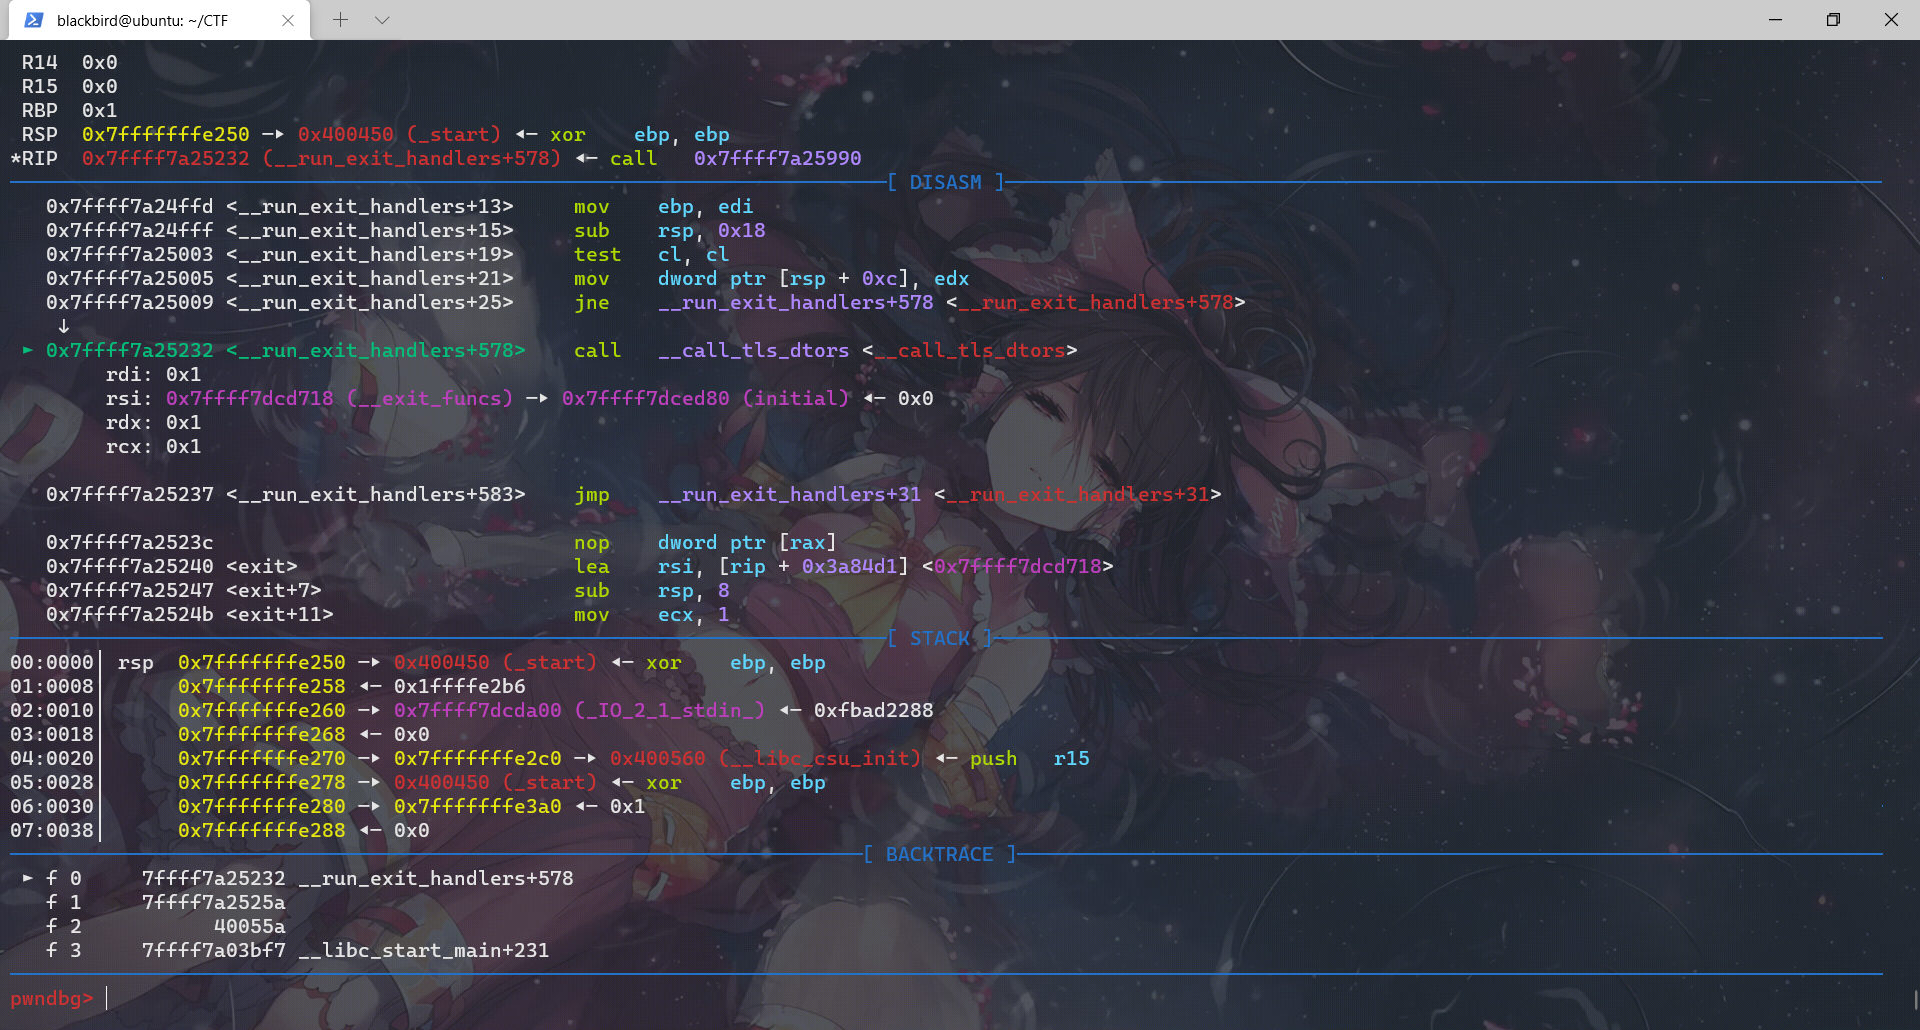 blackbird@ubuntu: ~/CTF
R14  0x0
R15  0x0
RBP  0x1
RSP  0x7fffffffe250 —▸ 0x400450 (_start) ◂— xor    ebp, ebp
*RIP  0x7ffff7a25232 (__run_exit_handlers+578) ◂— call   0x7ffff7a25990
[ DISASM ]
0x7ffff7a24ffd <__run_exit_handlers+13>     mov    ebp, edi
0x7ffff7a24fff <__run_exit_handlers+15>     sub    rsp, 0x18
0x7ffff7a25003 <__run_exit_handlers+19>     test   cl, cl
0x7ffff7a25005 <__run_exit_handlers+21>     mov    dword ptr [rsp + 0xc], edx
0x7ffff7a25009 <__run_exit_handlers+25>     jne    __run_exit_handlers+578 <__run_exit_handlers+578>
↓
► 0x7ffff7a25232 <__run_exit_handlers+578>    call   __call_tls_dtors <__call_tls_dtors>
rdi: 0x1
rsi: 0x7ffff7dcd718 (__exit_funcs) —▸ 0x7ffff7dced80 (initial) ◂— 0x0
rdx: 0x1
rcx: 0x1
0x7ffff7a25237 <__run_exit_handlers+583>    jmp    __run_exit_handlers+31 <__run_exit_handlers+31>
0x7ffff7a2523c                              nop    dword ptr [rax]
0x7ffff7a25240 <exit>                       lea    rsi, [rip + 0x3a84d1] <0x7ffff7dcd718>
0x7ffff7a25247 <exit+7>                     sub    rsp, 8
0x7ffff7a2524b <exit+11>                    mov    ecx, 1
[ STACK ]
00:0000│ rsp  0x7fffffffe250 —▸ 0x400450 (_start) ◂— xor    ebp, ebp
01:0008│      0x7fffffffe258 ◂— 0x1ffffe2b6
02:0010│      0x7fffffffe260 —▸ 0x7ffff7dcda00 (_IO_2_1_stdin_) ◂— 0xfbad2288
03:0018│      0x7fffffffe268 ◂— 0x0
04:0020│      0x7fffffffe270 —▸ 0x7fffffffe2c0 —▸ 0x400560 (__libc_csu_init) ◂— push   r15
05:0028│      0x7fffffffe278 —▸ 0x400450 (_start) ◂— xor    ebp, ebp
06:0030│      0x7fffffffe280 —▸ 0x7fffffffe3a0 ◂— 0x1
07:0038│      0x7fffffffe288 ◂— 0x0
[ BACKTRACE ]
► f 0     7ffff7a25232 __run_exit_handlers+578
f 1     7ffff7a2525a
f 2           40055a
f 3     7ffff7a03bf7 __libc_start_main+231
pwndbg>